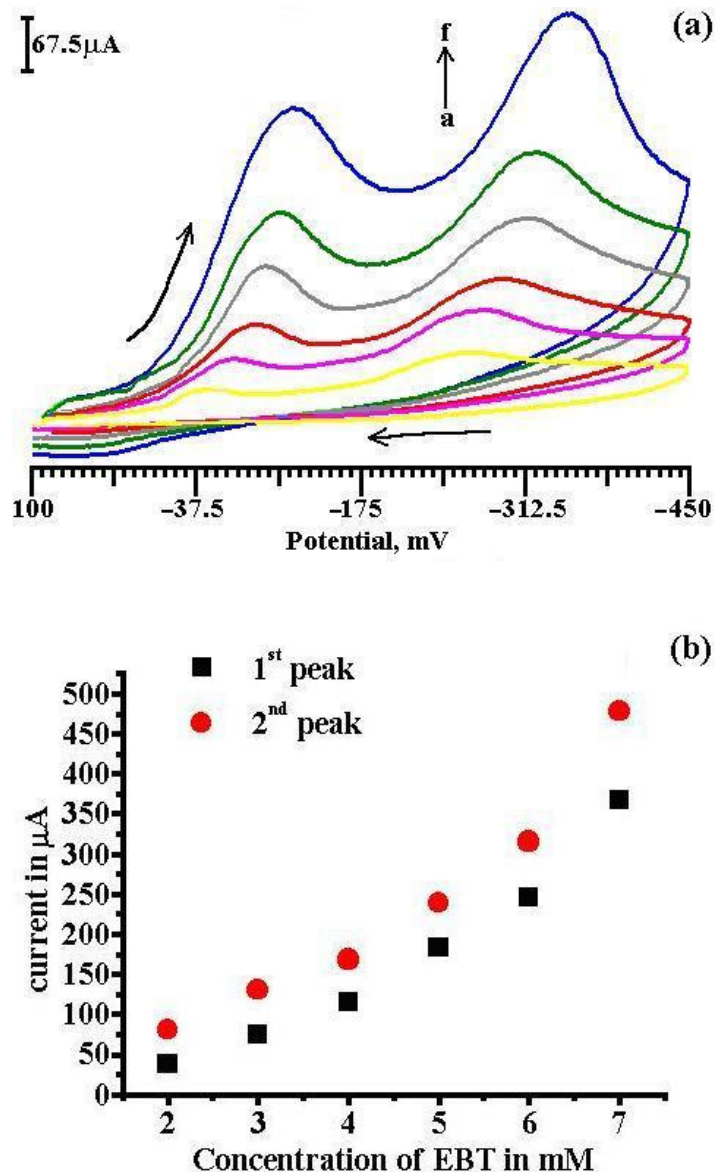 (a)
67.5μA
f
a
100 -37.5 -175 -312.5 -450
Potential, mV
(b)
1st peak
2nd peak
500
450
400
350
300
250
200
150
100
50
0
current in μA
2 3 4 5 6 7
Concentration of EBT in mM